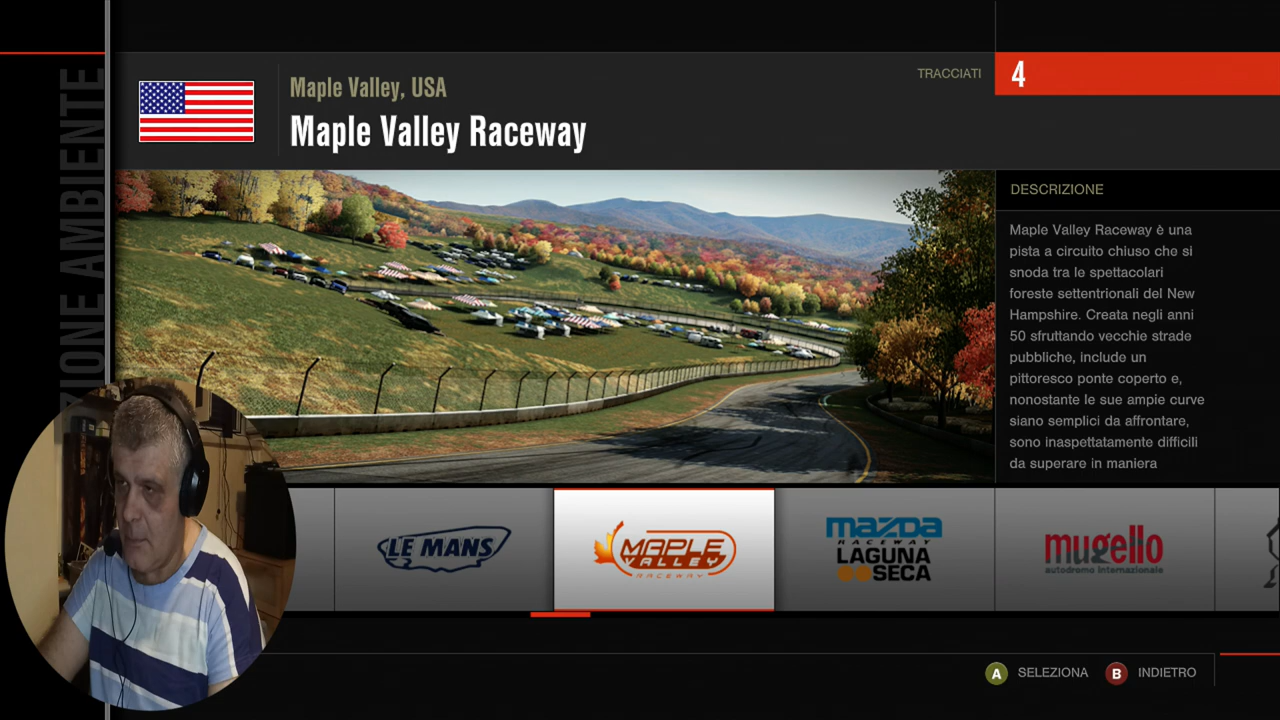 ZIONE AMBIENTE
Maple Valley, USA
Maple Valley Raceway
TRACCIATI
4
DESCRIZIONE
Maple Valley Raceway è una
pista a circuito chiuso che si
snoda tra le spettacolari
foreste settentrionali del New
Hampshire. Creata negli anni
50 sfruttando vecchie strade
pubbliche, include un
pittoresco ponte coperto e,
nonostante le sue ampie curve
siano semplici da affrontare,
sono inaspettatamente difficili
da superare in maniera
LE MANS
MAPLE
VALLEY
RACEWAY
mazda
RACEWAY
LAGUNA
SECA
mugello
autodromo internazionale
A SELEZIONA
B INDIETRO